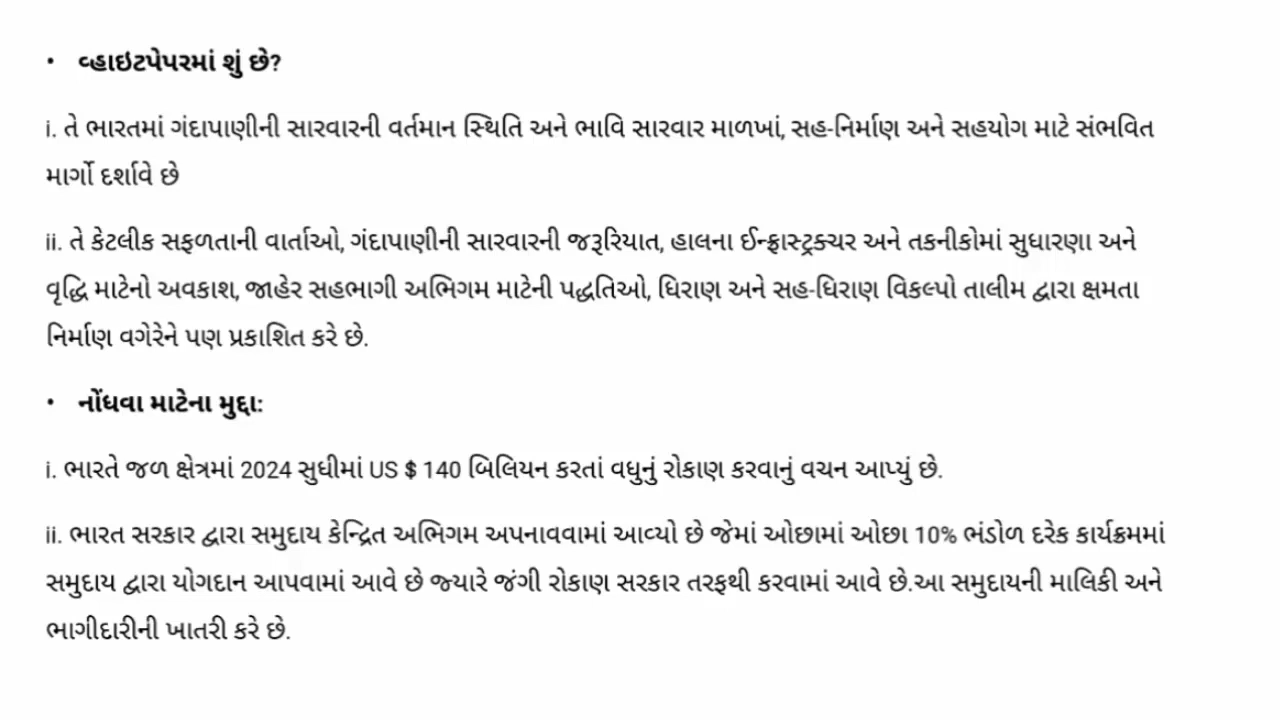 • વ્હાઇટપેપરમાં શું છે?
i. તે ભારતમાં ગંદાપાણીની સારવારની વર્તમાન સ્થિતિ અને ભાવિ સારવાર માળખાં, સહ-નિર્માણ અને સહયોગ માટે સંભવિત
માર્ગો દર્શાવે છે
ii. તે કેટલીક સફળતાની વાર્તાઓ, ગંદાપાણીની સારવારની જરૂરિયાત, હાલના ઈન્ફ્રાસ્ટ્રક્ચર અને તકનીકોમાં સુધારણા અને
વૃદ્ધિ માટેનો અવકાશ, જાહેર સહભાગી અભિગમ માટેની પદ્ધતિઓ, ધિરાણ અને સહ-ધિરાણ વિકલ્પો તાલીમ દ્વારા ક્ષમતા
નિર્માણ વગેરેને પણ પ્રકાશિત કરે છે.
• નોંધવા માટેના મુદ્દા:
i. ભારતે જળ ક્ષેત્રમાં 2024 સુધીમાં US $ 140 બિલિયન કરતાં વધુનું રોકાણ કરવાનું વચન આપ્યું છે.
ii. ભારત સરકાર દ્વારા સમુદાય કેન્દ્રિત અભિગમ અપનાવવામાં આવ્યો છે જેમાં ઓછામાં ઓછા 10% ભંડોળ દરેક કાર્યક્રમમાં
સમુદાય દ્વારા યોગદાન આપવામાં આવે છે જ્યારે જંગી રોકાણ સરકાર તરફથી કરવામાં આવે છે.આ સમુદાયની માલિકી અને
ભાગીદારીની ખાતરી કરે છે.